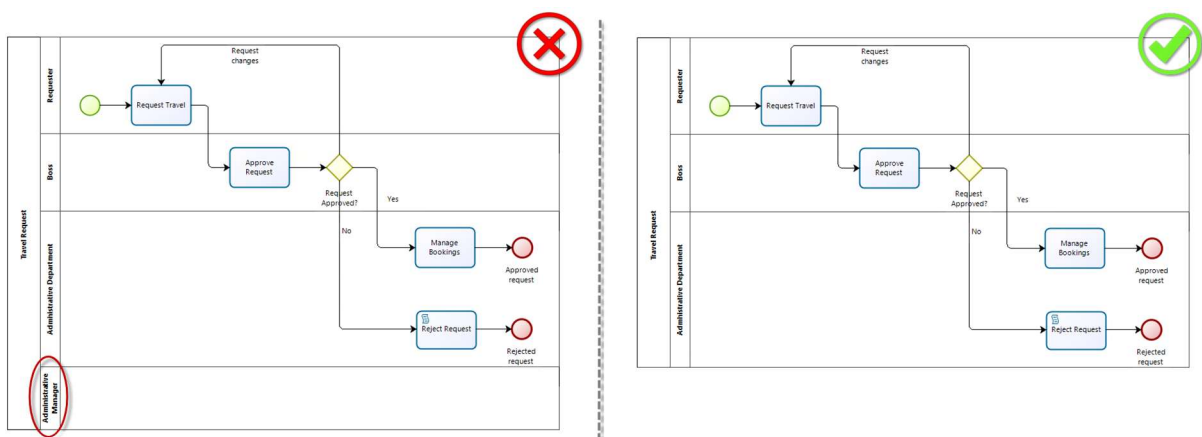 Travel Request
Requester
Request
changes
Request Travel
Boss
Approve
Request
Request
Approved?
Yes
No
Administrative Department
Manage
Bookings
Approved
request
Reject Request
Rejected
request
Administrative
Manager
Travel Request
Requester
Request
changes
Request Travel
Boss
Approve
Request
Request
Approved?
Yes
No
Administrative Department
Manage
Bookings
Approved
request
Reject Request
Rejected
request